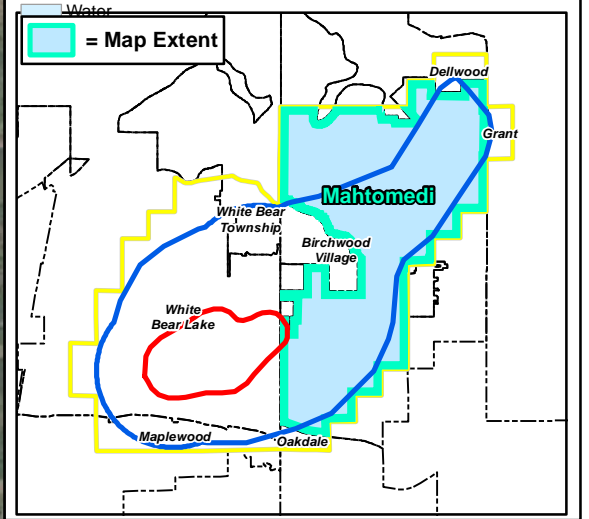 Water
= Map Extent
Dellwood
Grant
Mahtomedi
White Bear
Township
Birchwood
Village
White
Bear Lake
Maplewood
Oakdale